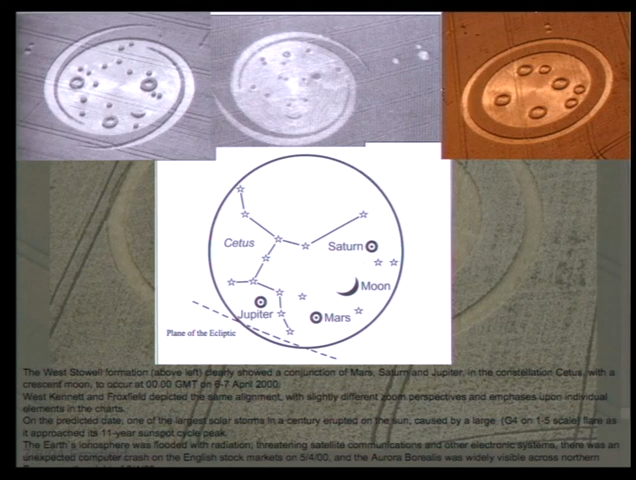 Cetus
Saturn
Moon
Jupiter
Mars
Plane of the Ecliptic
The West Stowell formation (above left) clearly showed a conjunction of Mars, Saturn and Jupiter, in the constellation Cetus, with a
crescent moon, to occur at 00.00 GMT on 6-7 April 2000.
West Kennett and Froxfield depicted the same alignment, with slightly different zoom perspectives and emphases upon individual
elements in the charts.
On the predicted date, one of the largest solar storms in a century erupted on the sun, caused by a large, (G4 on 1-5 scale) flare as
it approached its 11-year sunspot cycle peak.
The Earth's ionosphere was flooded with radiation, threatening satellite communications and other electronic systems, there was an
unexpected computer crash on the English stock markets on 5/4/00, and the Aurora Borealis was widely visible across northern